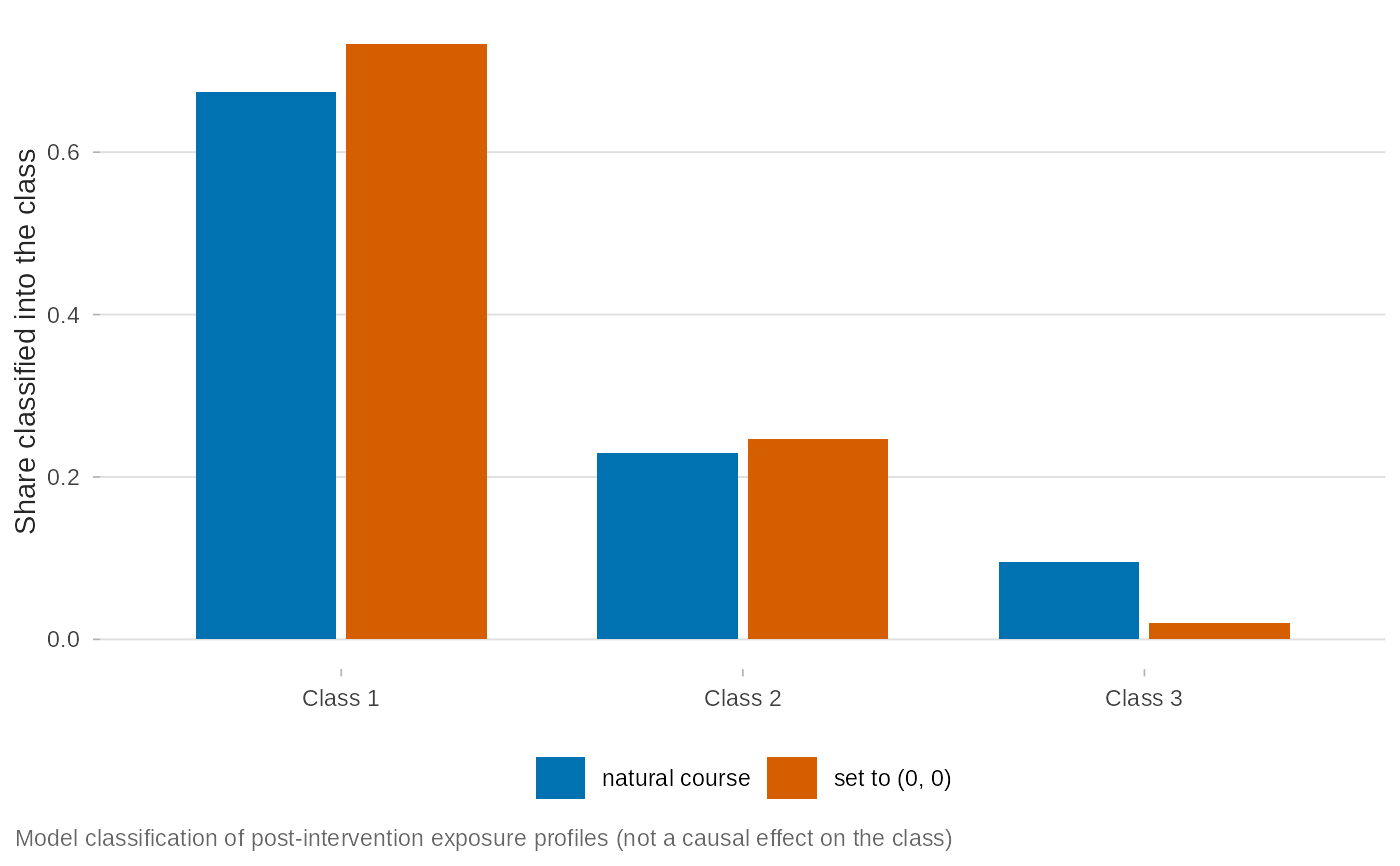 Share classified into the class
0.6
0.4
0.2
0.0
Class 1
Class 2
Class 3
natural course
set to (0, 0)
Model classification of post-intervention exposure profiles (not a causal effect on the class)